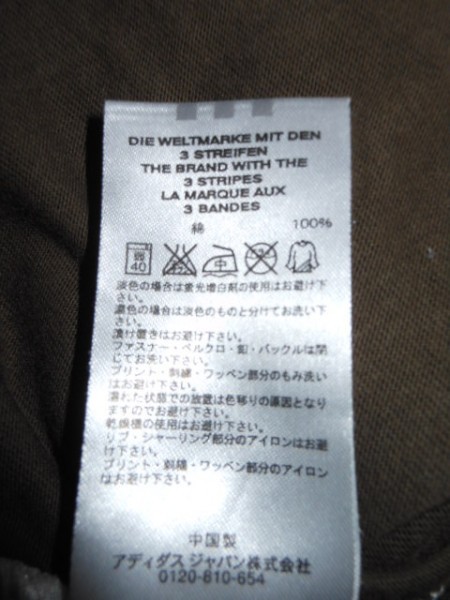 DIE WELTMARKE MIT DEN
3 STREIFEN
THE BRAND WITH THE
3 STRIPES
LA MARQUE AUX
3 BANDES
綿 100%
40 中
淡色の場合は蛍光増白剤の使用はお避け下
さい。
濃色の場合は淡色のものと分けてお洗い下
さい。
漬け置きはお避け下さい。
ファスナー・ベルクロ・釦・バックルは閉
じてお洗い下さい。
プリント・刺繍・ワッペン部分のもみ洗い
はお避け下さい。
濡れた状態での放置は色移りの原因となり
ますのでお避け下さい。
乾燥機の使用はお避け下さい。
リブ・シャーリング部分のアイロンはお避
け下さい。
プリント・刺繍・ワッペン部分のアイロン
はお避け下さい。
中国製
アディダス ジャパン株式会社
0120-810-654